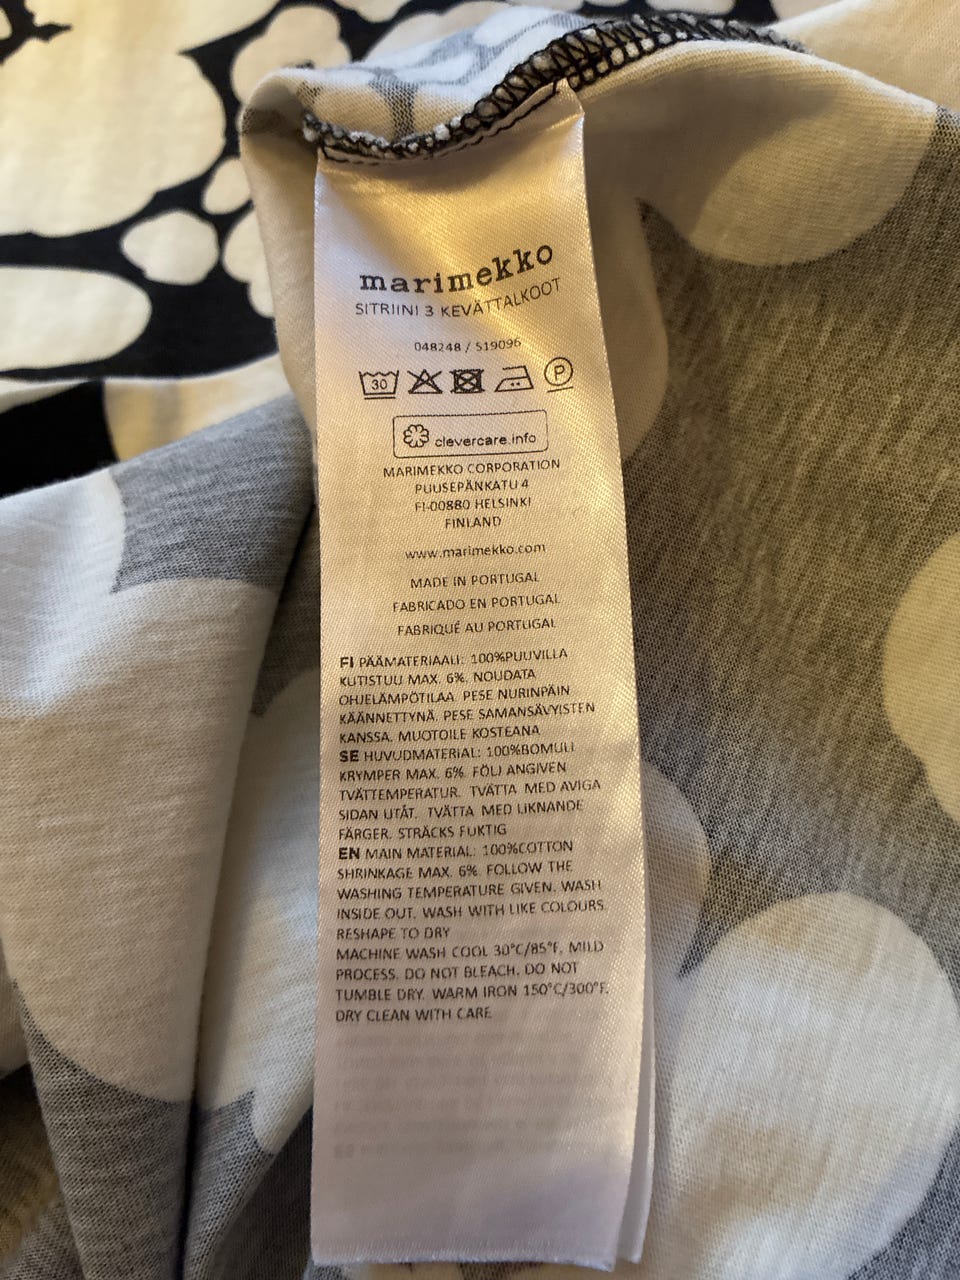 marimekko
SITRIINI 3 KEVÄTTALKOOT
048248 / 519096
30
P
clevercare.info
MARIMEKKO CORPORATION
PUUSEPÄNKATU 4
FI-00880 HELSINKI
FINLAND
www.marimekko.com
MADE IN PORTUGAL
FABRICADO EN PORTUGAL
FABRIQUÉ AU PORTUGAL
FI PÄÄMATERIAALI: 100%PUUVILLA
KUTISTUU MAX. 6%. NOUDATA
OHJELÄMPÖTILAA. PESE NURINPÄIN
KÄÄNNETTYNÄ. PESE SAMANSÄVYISTEN
KANSSA. MUOTOILE KOSTEANA
SE HUVUDMATERIAL: 100%BOMULL
KRYMPER MAX. 6%. FÖLJ ANGIVEN
TVÄTTEMPERATUR. TVÄTTA MED AVIGA
SIDAN UTÅT. TVÄTTA MED LIKNANDE
FÄRGER. STRÄCKS FUKTIG
EN MAIN MATERIAL: 100%COTTON
SHRINKAGE MAX. 6%. FOLLOW THE
WASHING TEMPERATURE GIVEN. WASH
INSIDE OUT. WASH WITH LIKE COLOURS.
RESHAPE TO DRY
MACHINE WASH COOL 30°C/85°F. MILD
PROCESS. DO NOT BLEACH. DO NOT
TUMBLE DRY. WARM IRON 150°C/300°F.
DRY CLEAN WITH CARE